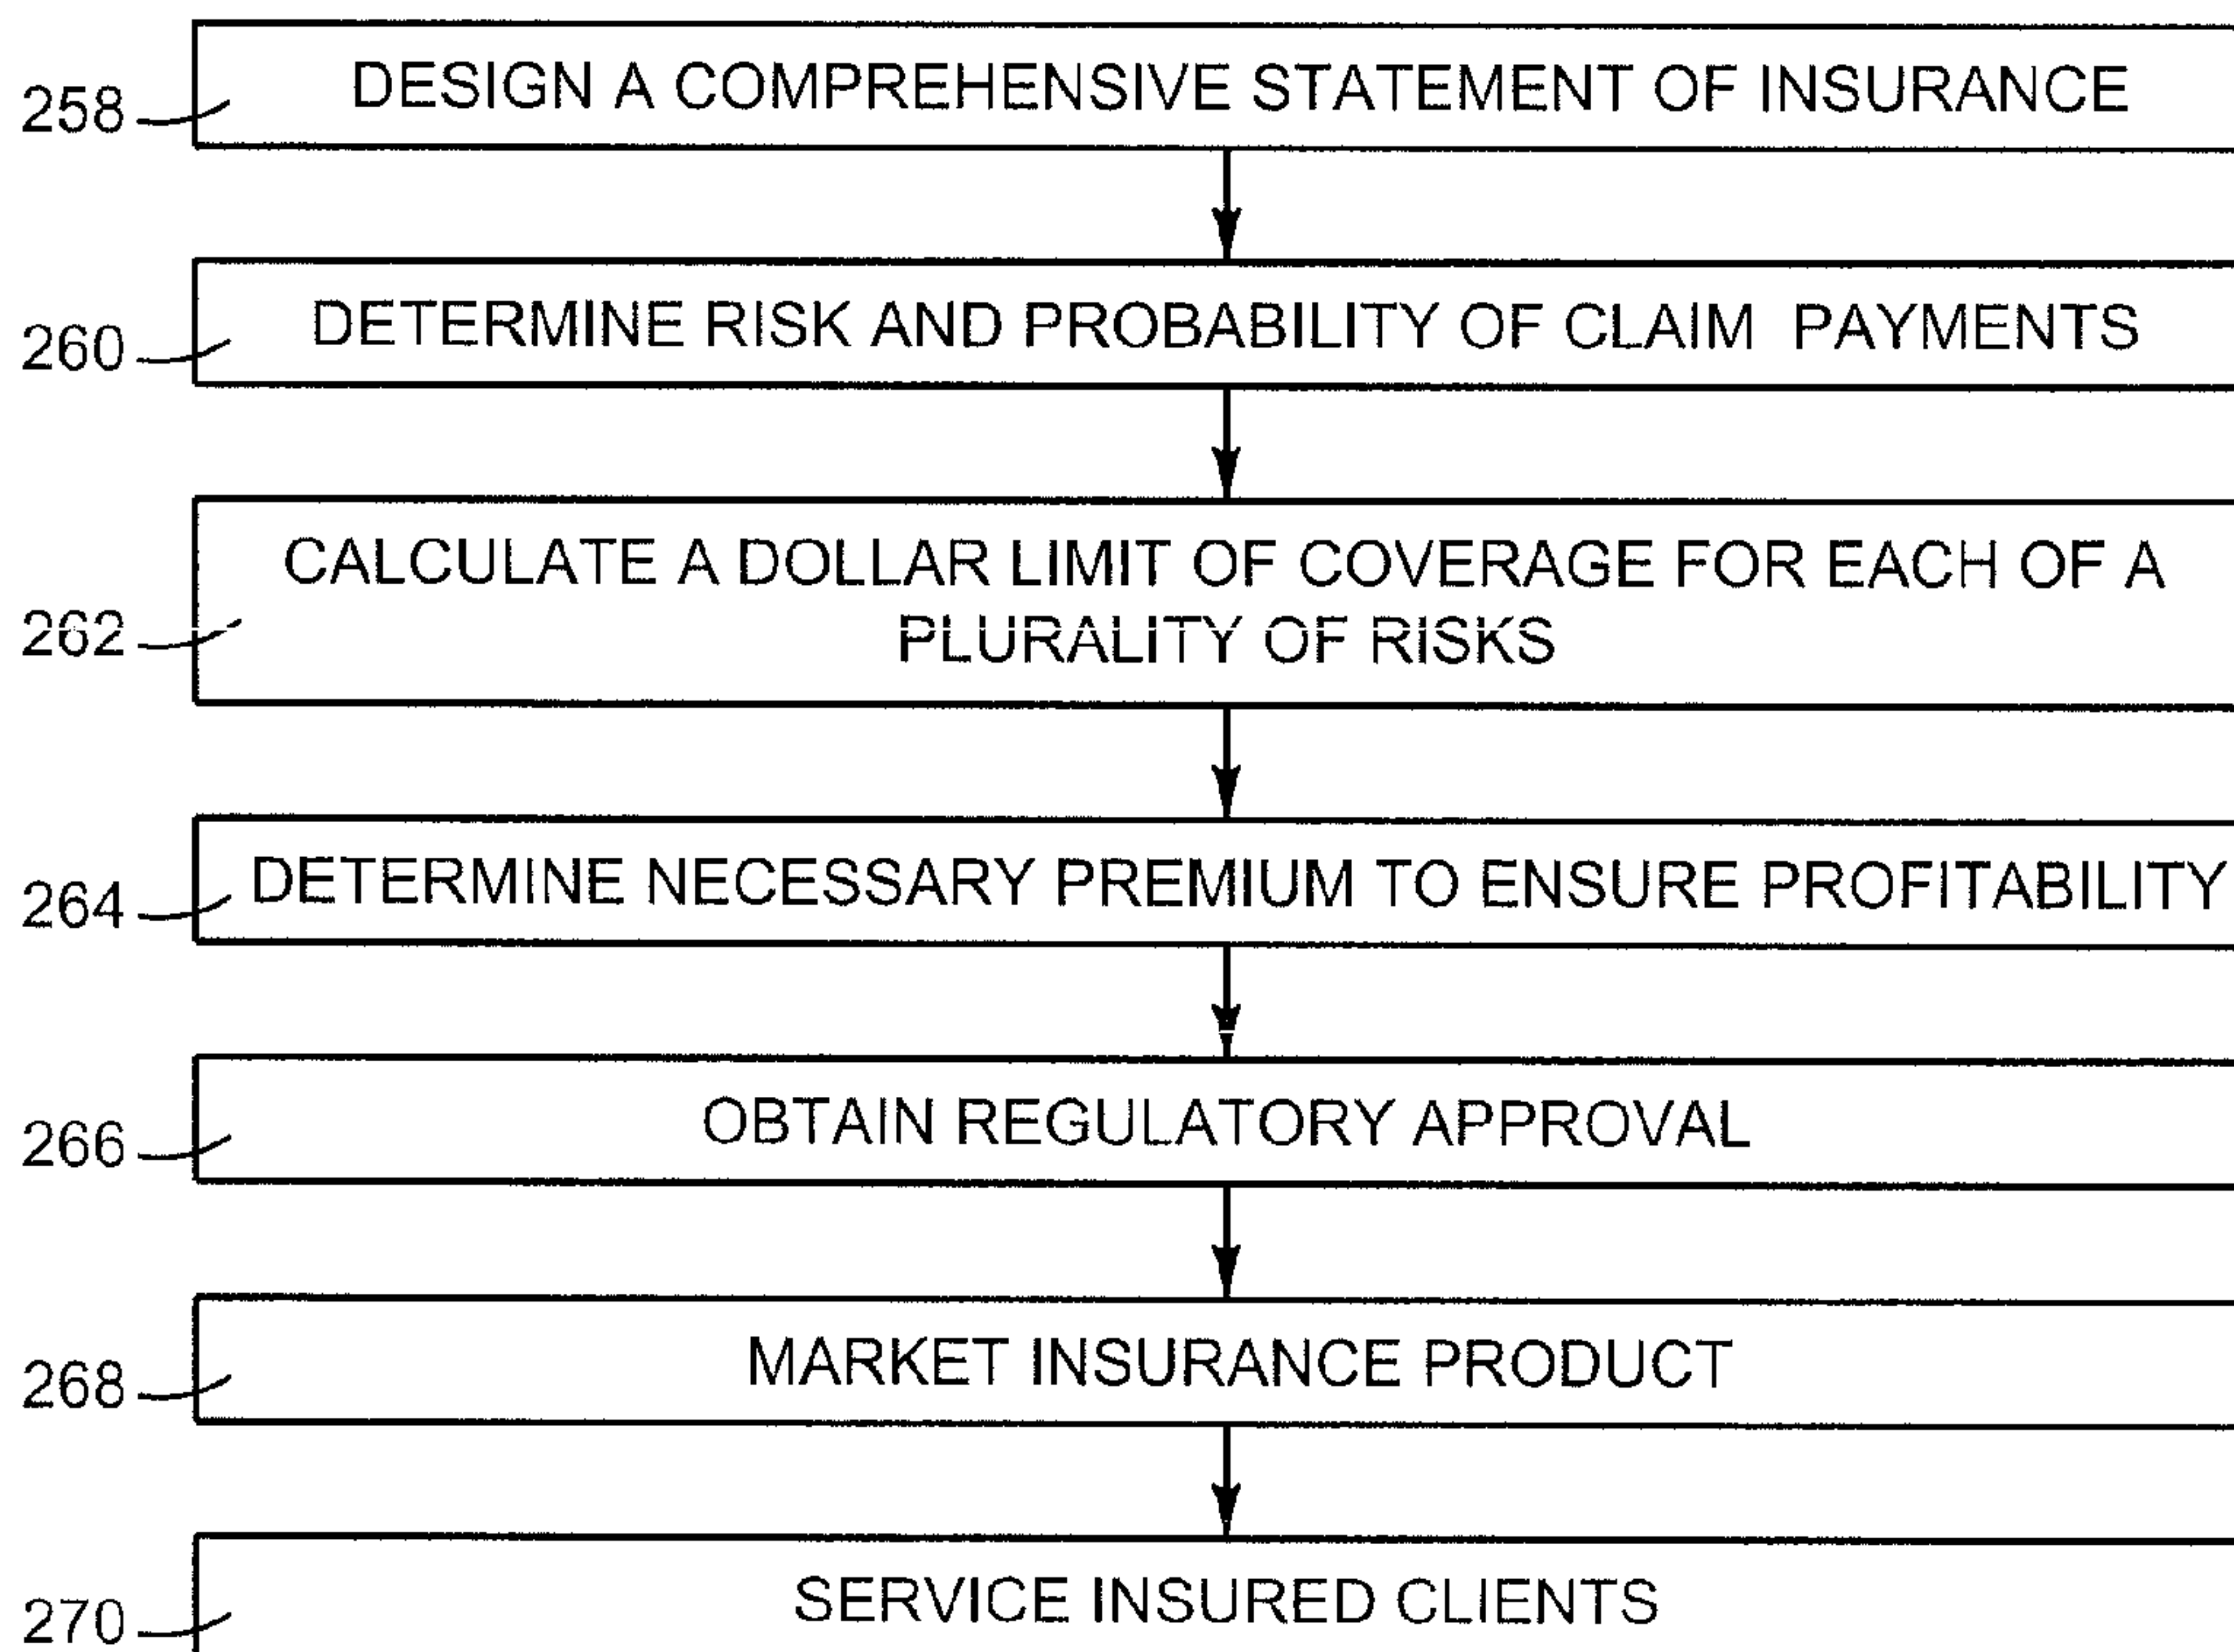 258 DESIGN A COMPREHENSIVE STATEMENT OF INSURANCE
260 DETERMINE RISK AND PROBABILITY OF CLAIM PAYMENTS
CALCULATE A DOLLAR LIMIT OF COVERAGE FOR EACH OF A
262 PLURALITY OF RISKS
264 DETERMINE NECESSARY PREMIUM TO ENSURE PROFITABILITY
266 OBTAIN REGULATORY APPROVAL
268 MARKET INSURANCE PRODUCT
270 SERVICE INSURED CLIENTS